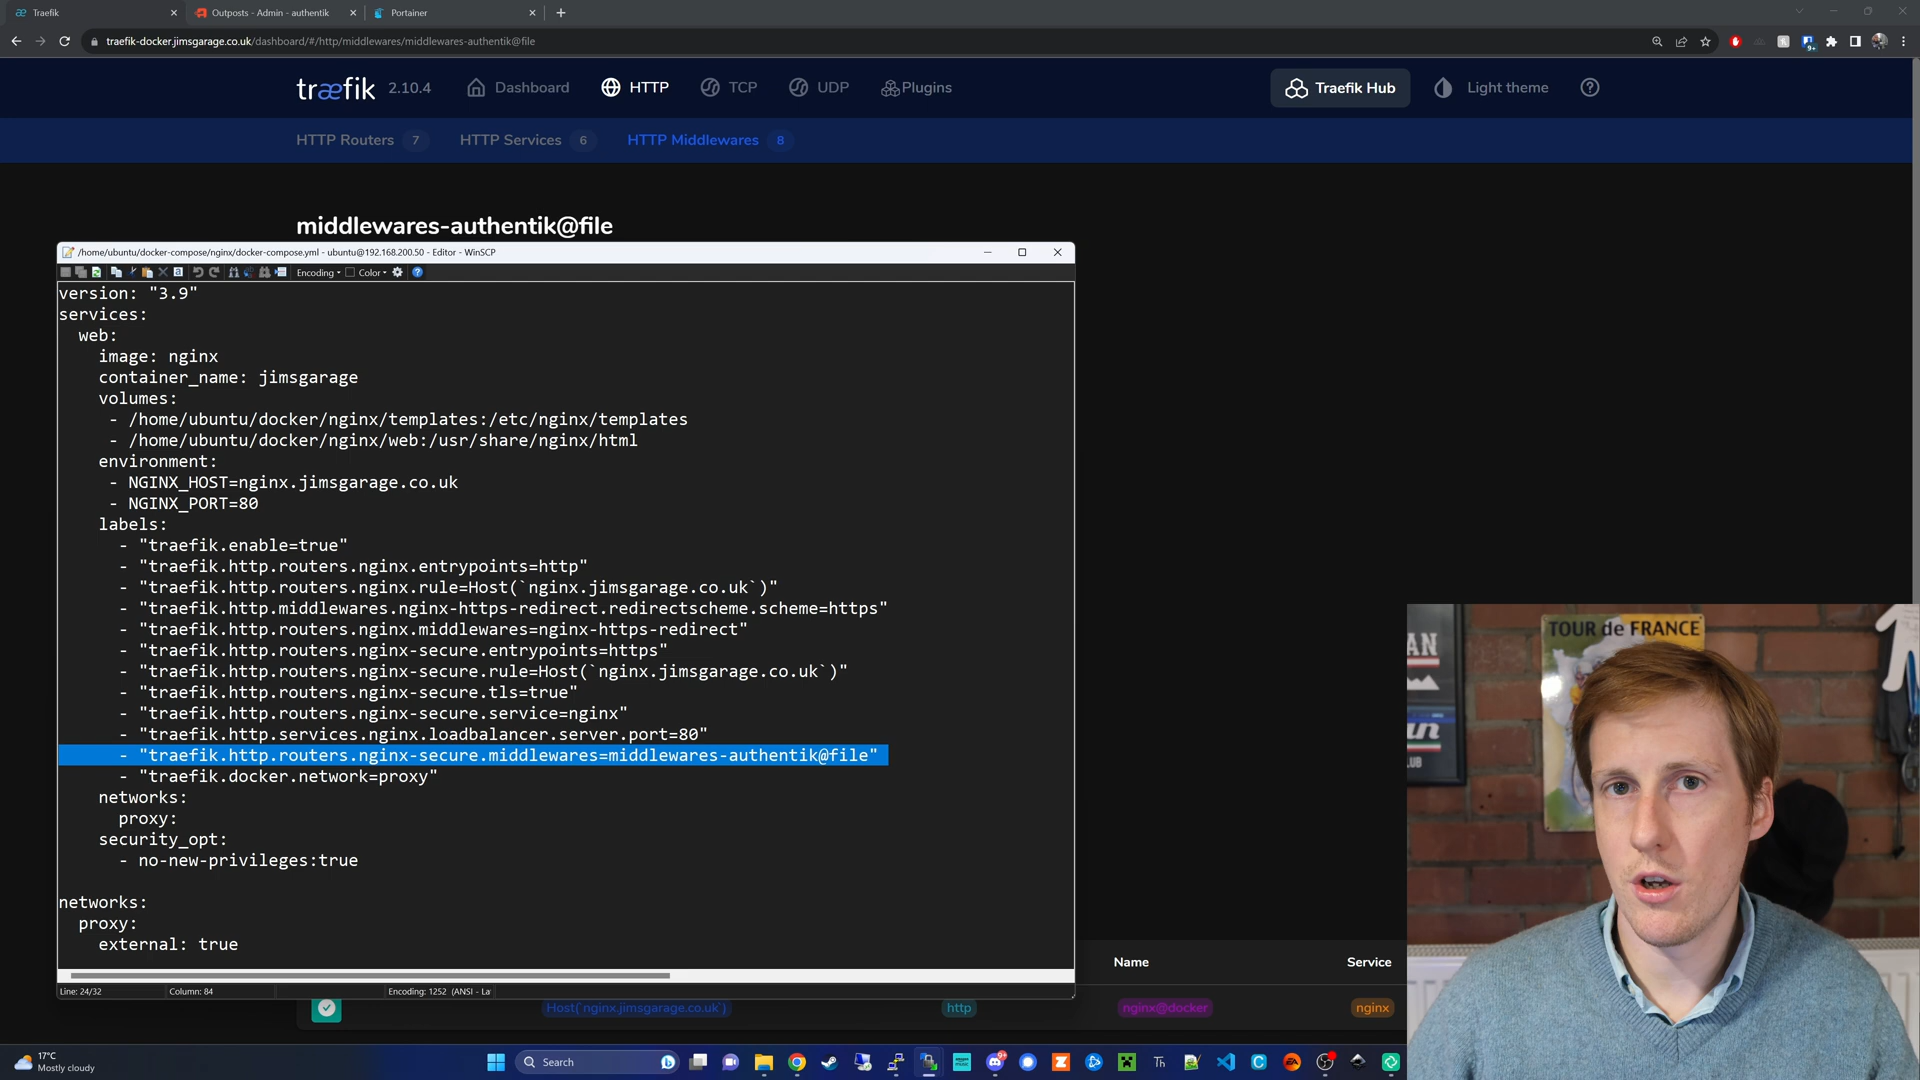 Traefik
Outposts - Admin - authentik
Portainer
traefik-docker.jimsgarage.co.uk/dashboard/#/http/middlewares/middlewares-authentik@file
9+
træfik 2.10.4
Dashboard
HTTP
TCP
UDP
Plugins
Traefik Hub
Light theme
HTTP Routers 7
HTTP Services 6
HTTP Middlewares 8
middlewares-authentik@file
/home/ubuntu/docker-compose/nginx/docker-compose.yml - ubuntu@192.168.200.50 - Editor - WinSCP
Encoding
Color
version: "3.9"
services:
web:
image: nginx
container_name: jimsgarage
volumes:
- /home/ubuntu/docker/nginx/templates:/etc/nginx/templates
- /home/ubuntu/docker/nginx/web:/usr/share/nginx/html
environment:
- NGINX_HOST=nginx.jimsgarage.co.uk
- NGINX_PORT=80
labels:
- "traefik.enable=true"
- "traefik.http.routers.nginx.entrypoints=http"
- "traefik.http.routers.nginx.rule=Host(`nginx.jimsgarage.co.uk`)"
- "traefik.http.middlewares.nginx-https-redirect.redirectscheme.scheme=https"
- "traefik.http.routers.nginx.middlewares=nginx-https-redirect"
- "traefik.http.routers.nginx-secure.entrypoints=https"
- "traefik.http.routers.nginx-secure.rule=Host(`nginx.jimsgarage.co.uk`)"
- "traefik.http.routers.nginx-secure.tls=true"
- "traefik.http.routers.nginx-secure.service=nginx"
- "traefik.http.services.nginx.loadbalancer.server.port=80"
- "traefik.http.routers.nginx-secure.middlewares=middlewares-authentik@file"
- "traefik.docker.network=proxy"
networks:
proxy:
security_opt:
- no-new-privileges:true
networks:
proxy:
external: true
Line: 24/32
Column: 84
Encoding: 1252 (ANSI - La
Name
Service
Host(`nginx.jimsgarage.co.uk`)
http
nginx@docker
nginx
TOUR de FRANCE
CLUB
17°C
Mostly cloudy
Search
Th